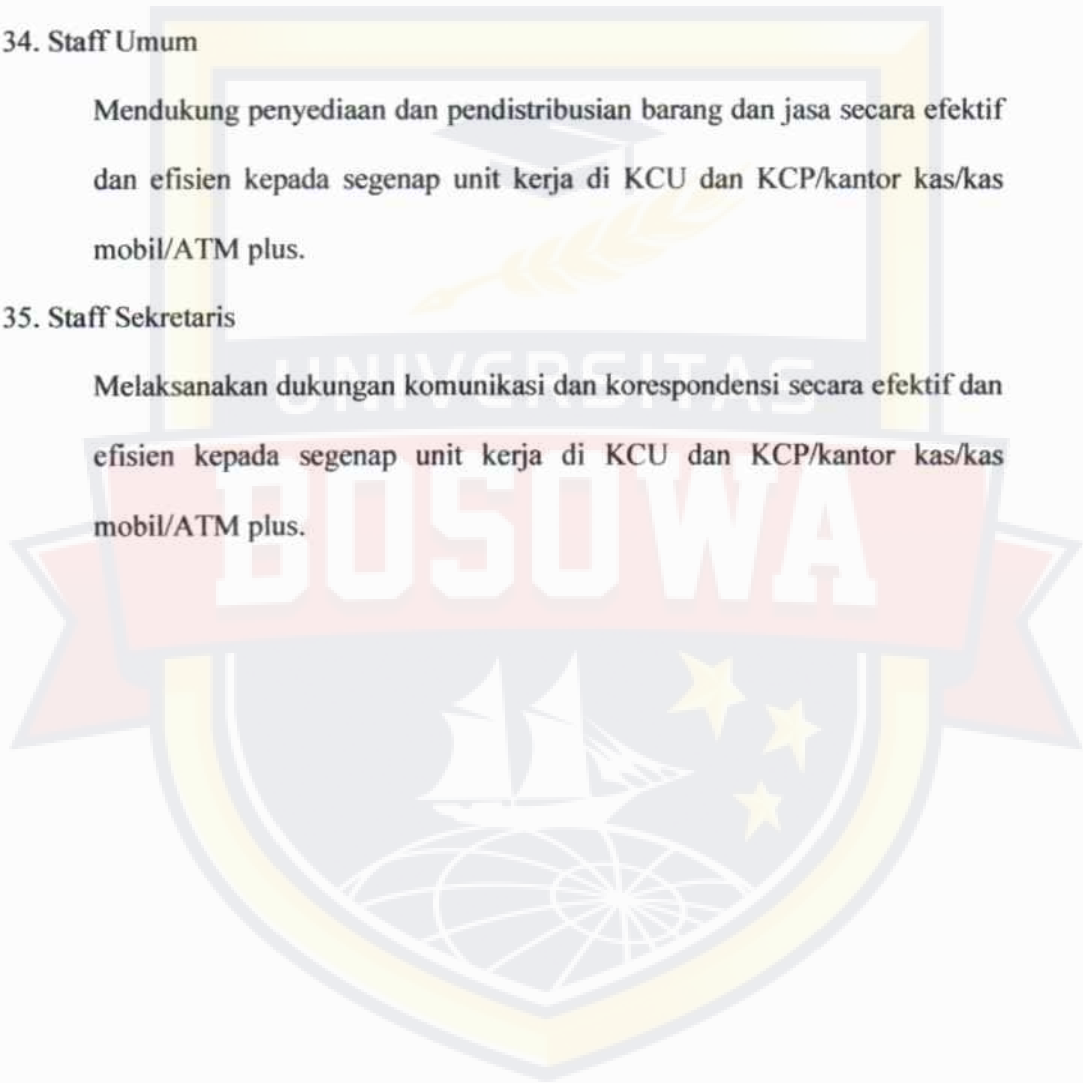 34. Staff Umum
Mendukung penyediaan dan pendistribusian barang dan jasa secara efektif
dan efisien kepada segenap unit kerja di KCU dan KCP/kantor kas/kas
mobil/ATM plus.
35. Staff Sekretaris
UNIVERSITAS
Melaksanakan dukungan komunikasi dan korespondensi secara efektif dan
efisien kepada segenap unit kerja di KCU dan KCP/kantor kas/kas
mobil/ATM plus.
BOSOWA